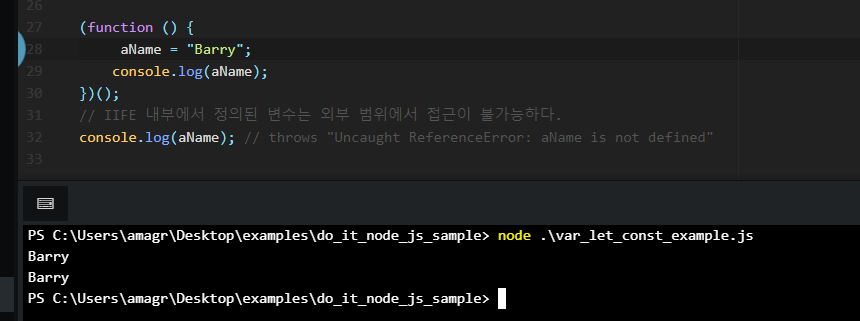 26
27 (function () {
28 aName = "Barry";
29 console.log(aName);
30 })();
31 // IIFE 내부에서 정의된 변수는 외부 범위에서 접근이 불가능하다.
32 console.log(aName); // throws "Uncaught ReferenceError: aName is not defined"
33
PS C:\Users\amagr\Desktop\examples\do_it_node_js_sample> node .\var_let_const_example.js
Barry
Barry
PS C:\Users\amagr\Desktop\examples\do_it_node_js_sample>